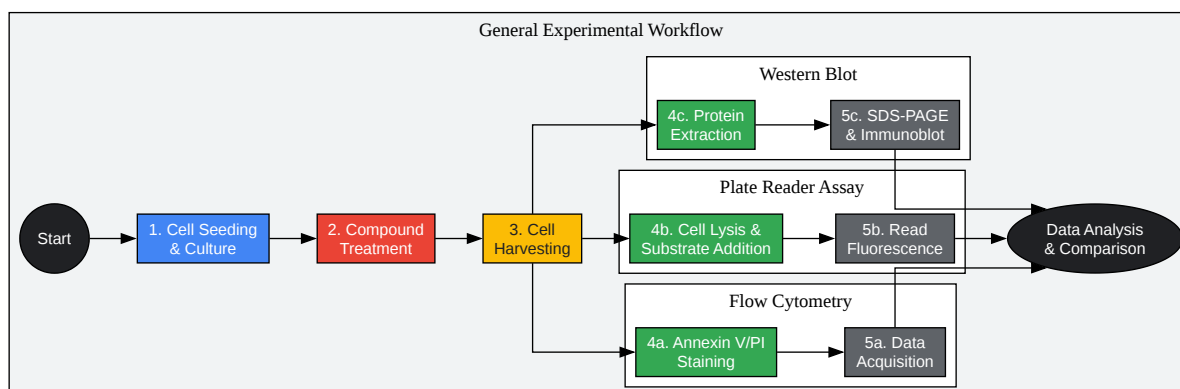 General Experimental Workflow
Western Blot
4c. Protein
Extraction
5c. SDS-PAGE
& Immunoblot
Plate Reader Assay
Start
1. Cell Seeding
& Culture
2. Compound
Treatment
3. Cell
Harvesting
4b. Cell Lysis &
Substrate Addition
5b. Read
Fluorescence
Data Analysis
& Comparison
Flow Cytometry
4a. Annexin V/PI
Staining
5a. Data
Acquisition